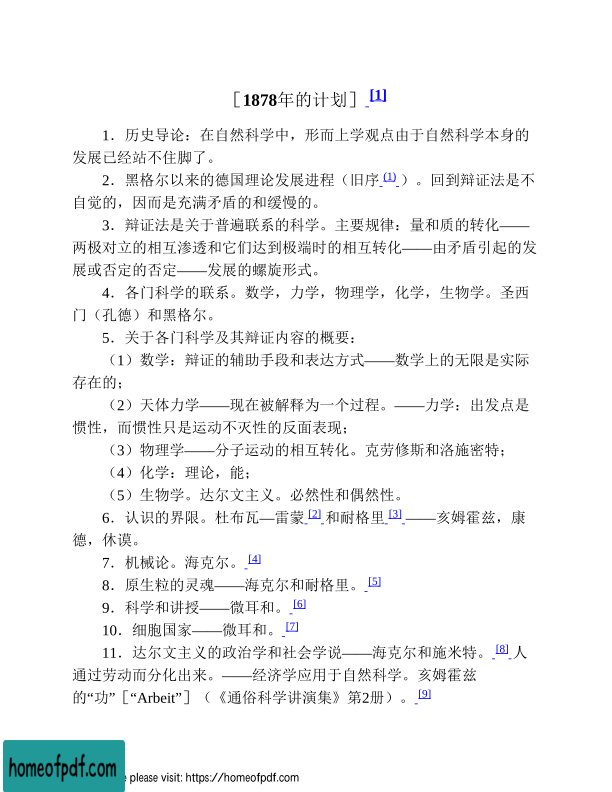 ［1878年的计划］ [1]
1．历史导论：在自然科学中，形而上学观点由于自然科学本身的
发展已经站不住脚了。
2．黑格尔以来的德国理论发展进程（旧序 (1) ）。回到辩证法是不
自觉的，因而是充满矛盾的和缓慢的。
3．辩证法是关于普遍联系的科学。主要规律：量和质的转化——
两极对立的相互渗透和它们达到极端时的相互转化——由矛盾引起的发
展或否定的否定——发展的螺旋形式。
4．各门科学的联系。数学，力学，物理学，化学，生物学。圣西
门（孔德）和黑格尔。
5．关于各门科学及其辩证内容的概要：
（1）数学：辩证的辅助手段和表达方式——数学上的无限是实际
存在的；
（2）天体力学——现在被解释为一个过程。——力学：出发点是
惯性，而惯性只是运动不灭性的反面表现；
（3）物理学——分子运动的相互转化。克劳修斯和洛施密特；
（4）化学：理论，能；
（5）生物学。达尔文主义。必然性和偶然性。
6．认识的界限。杜布瓦—雷蒙 [2] 和耐格里 [3] ——亥姆霍兹，康
德，休谟。
7．机械论。海克尔。 [4]
8．原生粒的灵魂——海克尔和耐格里。 [5]
9．科学和讲授——微耳和。 [6]
10．细胞国家——微耳和。 [7]
11．达尔文主义的政治学和社会学说——海克尔和施米特。 [8] 人
通过劳动而分化出来。——经济学应用于自然科学。亥姆霍兹
的“功”［“Arbeit”］（《通俗科学讲演集》第2册）。 [9]
homeofpdf.com
e please visit: https://homeofpdf.com